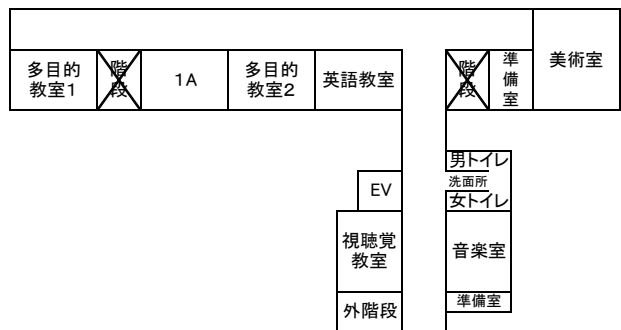 多目的
教室1
階段
1A
多目的
教室2
英語教室
階段
準備室
美術室
男トイレ
洗面所
女トイレ
EV
視聴覚
教室
音楽室
外階段
準備室